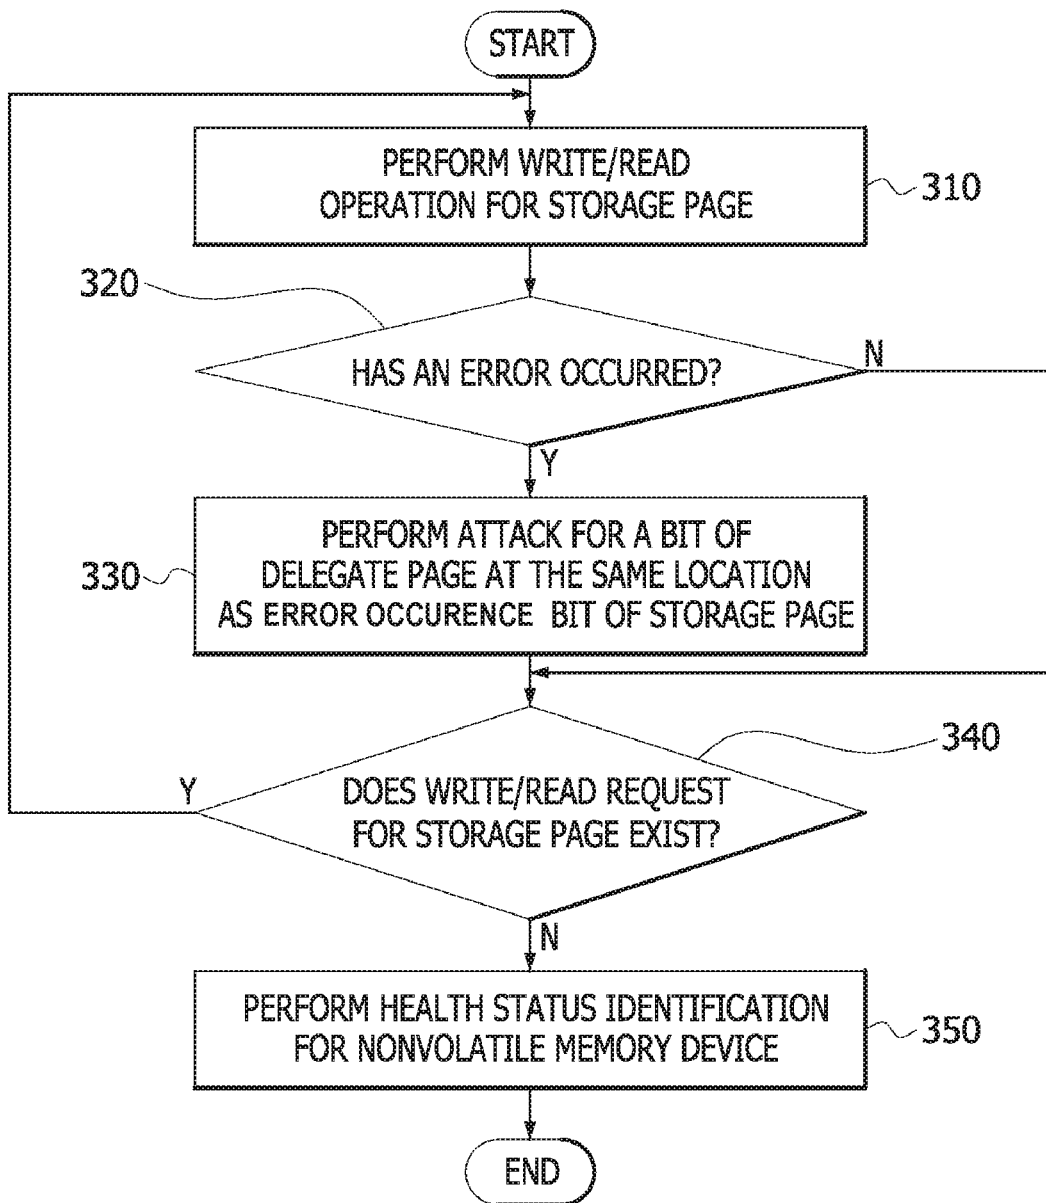 START
PERFORM WRITE/READ
OPERATION FOR STORAGE PAGE
310
320
HAS AN ERROR OCCURRED?
N
Y
PERFORM ATTACK FOR A BIT OF
DELEGATE PAGE AT THE SAME LOCATION
AS ERROR OCCURENCE BIT OF STORAGE PAGE
330
340
Y
DOES WRITE/READ REQUEST
FOR STORAGE PAGE EXIST?
N
PERFORM HEALTH STATUS IDENTIFICATION
FOR NONVOLATILE MEMORY DEVICE
350
END